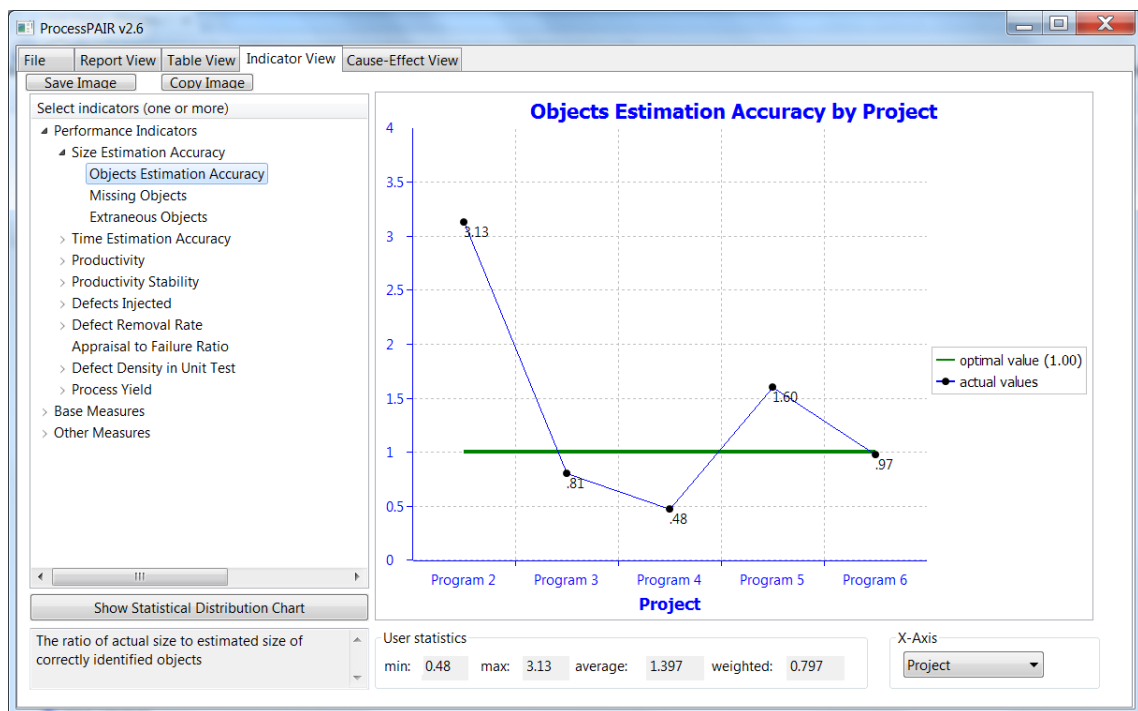 ProcessPAIR v2.6
File Report View Table View Indicator View Cause-Effect View
Save Image Copy Image
Select indicators (one or more)
Performance Indicators
Size Estimation Accuracy
Objects Estimation Accuracy
Missing Objects
Extraneous Objects
Time Estimation Accuracy
Productivity
Productivity Stability
Defects Injected
Defect Removal Rate
Appraisal to Failure Ratio
Defect Density in Unit Test
Process Yield
Base Measures
Other Measures
Show Statistical Distribution Chart
The ratio of actual size to estimated size of
correctly identified objects
Objects Estimation Accuracy by Project
4
3.5
3
2.5
2
1.5
1
0.5
0
3.13
.81
.48
1.60
.97
Program 2 Program 3 Program 4 Program 5 Program 6
Project
optimal value (1.00)
actual values
User statistics
min: 0.48 max: 3.13 average: 1.397 weighted: 0.797
X-Axis
Project